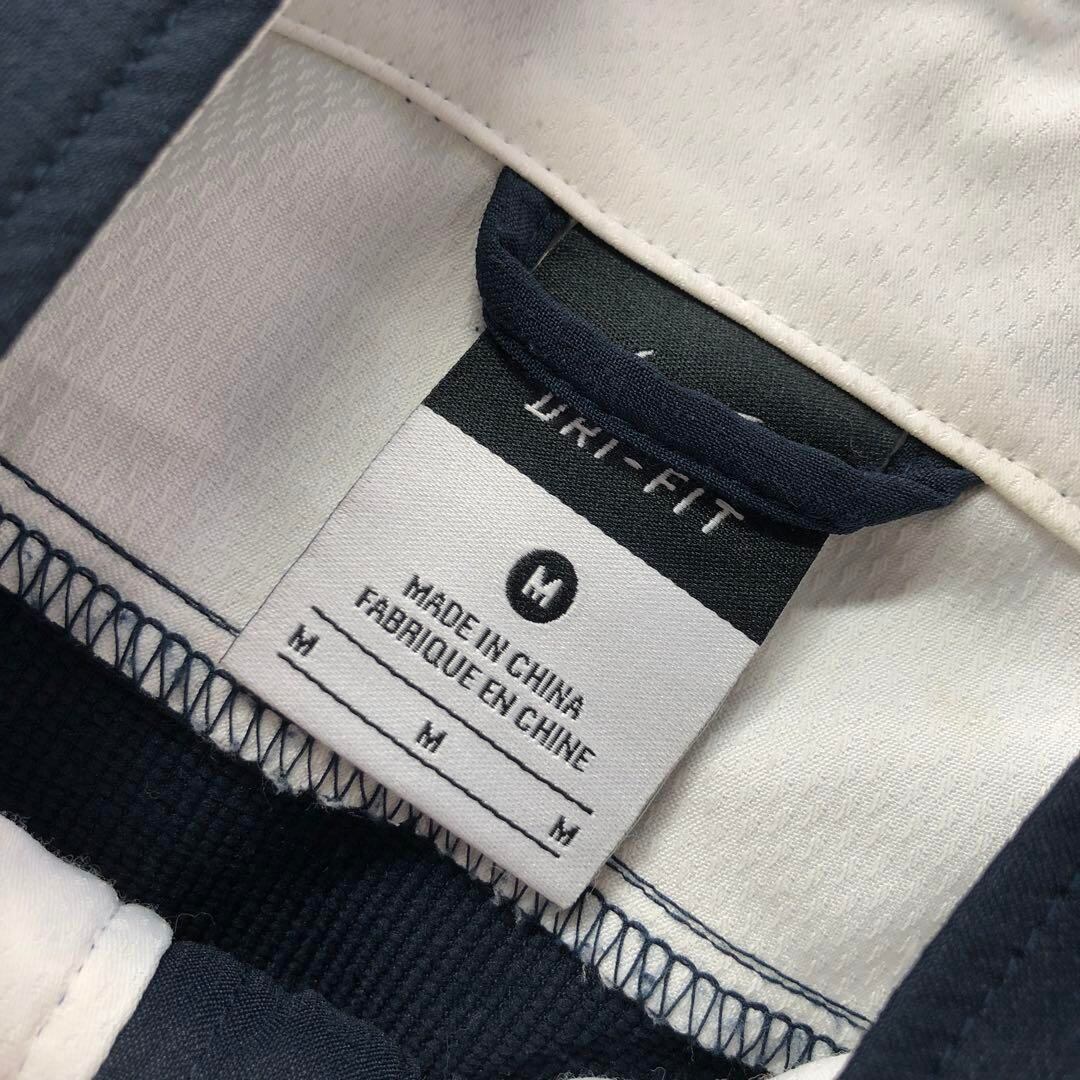 DRI-FIT
M
MADE IN CHINA
FABRIQUE EN CHINE
M M M